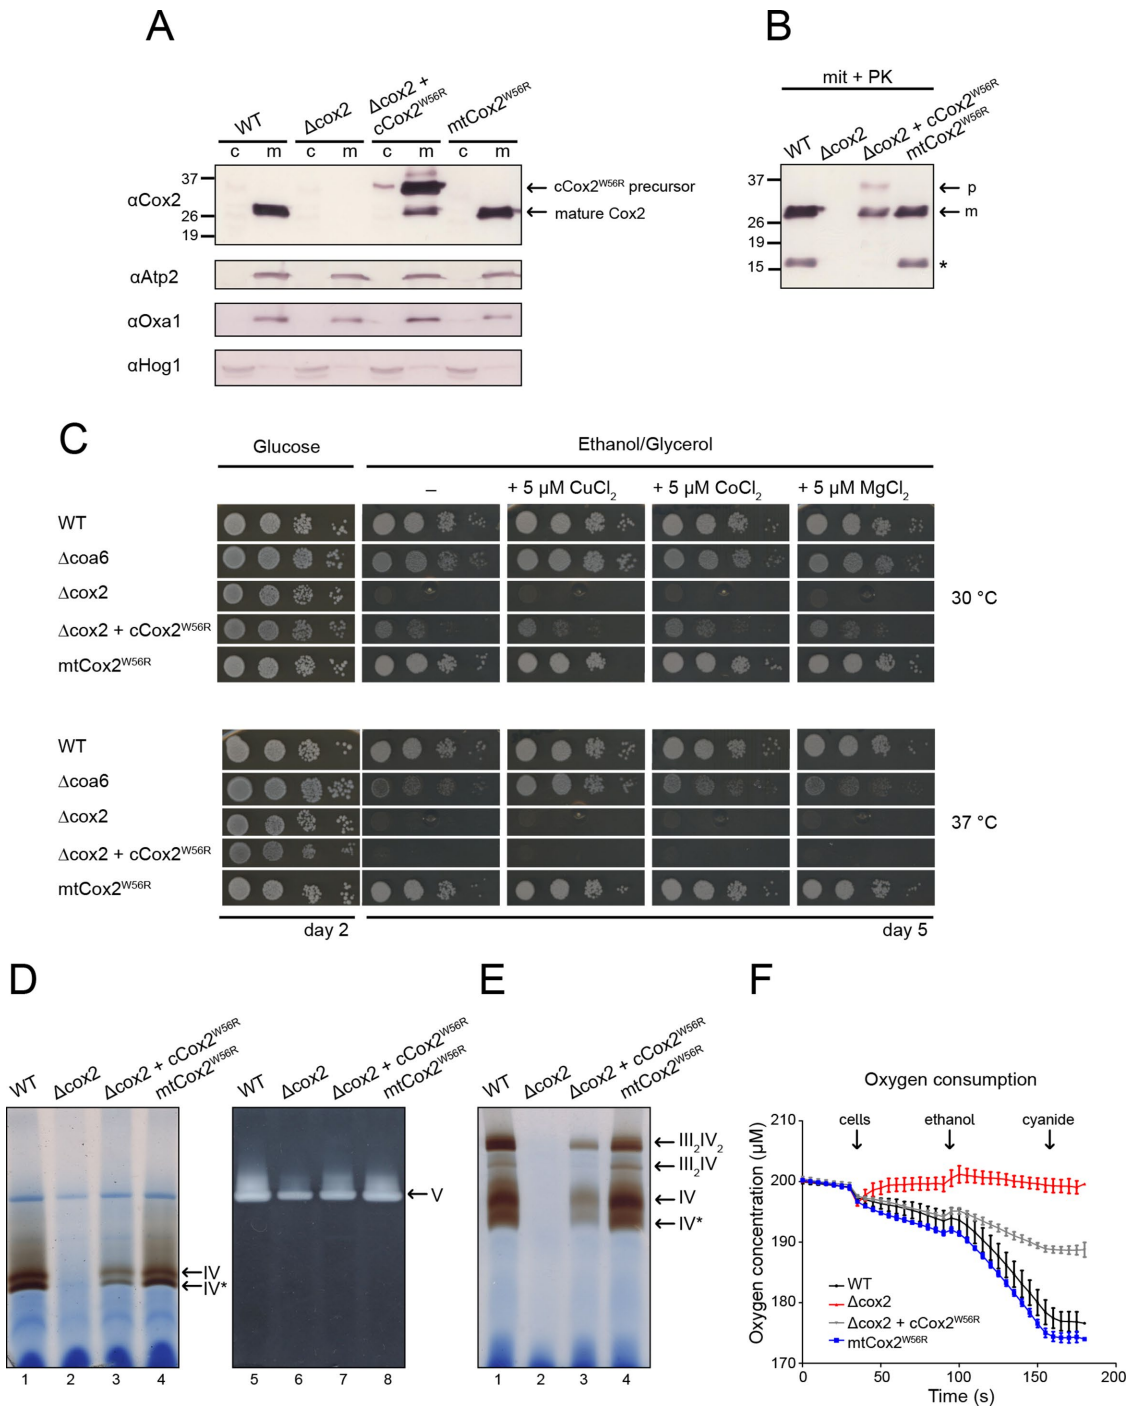 A
WT
Δcox2
Δcox2 +
cCox2W56R
mtCox2W56R
c m c m c m c m
αCox2
37
26
19
cCox2W56R precursor
mature Cox2
αAtp2
αOxa1
αHog1
B
mit + PK
WT
Δcox2
Δcox2 + cCox2W56R
mtCox2W56R
37
26
19
15
p
m
*
C
Glucose
Ethanol/Glycerol
–
+ 5 µM CuCl2
+ 5 µM CoCl2
+ 5 µM MgCl2
WT
Δcoa6
Δcox2
Δcox2 + cCox2W56R
mtCox2W56R
30 °C
WT
Δcoa6
Δcox2
Δcox2 + cCox2W56R
mtCox2W56R
37 °C
day 2
day 5
D
WT
Δcox2
Δcox2 + cCox2W56R
mtCox2W56R
IV
IV*
1 2 3 4
WT
Δcox2
Δcox2 + cCox2W56R
mtCox2W56R
V
5 6 7 8
E
WT
Δcox2
Δcox2 + cCox2W56R
mtCox2W56R
III2IV2
III2IV
IV
IV*
1 2 3 4
F
Oxygen consumption
Oxygen concentration (µM)
210
200
190
180
170
cells
ethanol
cyanide
WT
Δcox2
Δcox2 + cCox2W56R
mtCox2W56R
0 50 100 150 200
Time (s)